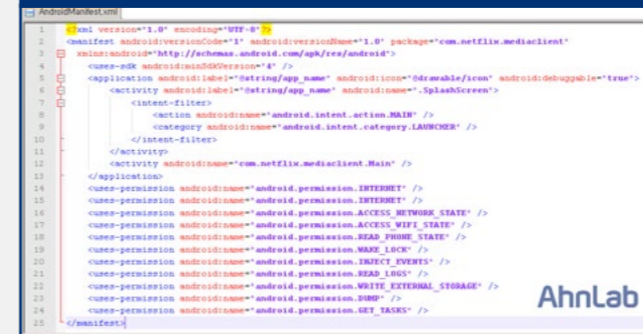 AndroidManifest.xml
1 <?xml version="1.0" encoding="UTF-8"?>
2 <manifest android:versionCode="1" android:versionName="1.0" package="com.netflix.mediaclient"
3 xmlns:android="http://schemas.android.com/apk/res/android">
4 <uses-sdk android:minSdkVersion="4" />
5 <application android:label="@string/app_name" android:icon="@drawable/icon" android:debuggable="true">
6 <activity android:label="@string/app_name" android:name=".SplashScreen">
7 <intent-filter>
8 <action android:name="android.intent.action.MAIN" />
9 <category android:name="android.intent.category.LAUNCHER" />
10 </intent-filter>
11 </activity>
12 <activity android:name="com.netflix.mediaclient.Main" />
13 </application>
14 <uses-permission android:name="android.permission.INTERNET" />
15 <uses-permission android:name="android.permission.INTERNET" />
16 <uses-permission android:name="android.permission.ACCESS_NETWORK_STATE" />
17 <uses-permission android:name="android.permission.ACCESS_WIFI_STATE" />
18 <uses-permission android:name="android.permission.READ_PHONE_STATE" />
19 <uses-permission android:name="android.permission.WAKE_LOCK" />
20 <uses-permission android:name="android.permission.INJECT_EVENTS" />
21 <uses-permission android:name="android.permission.READ_LOGS" />
22 <uses-permission android:name="android.permission.WRITE_EXTERNAL_STORAGE" />
23 <uses-permission android:name="android.permission.DUMP" />
24 <uses-permission android:name="android.permission.GET_TASKS" />
25 </manifest>
AhnLab